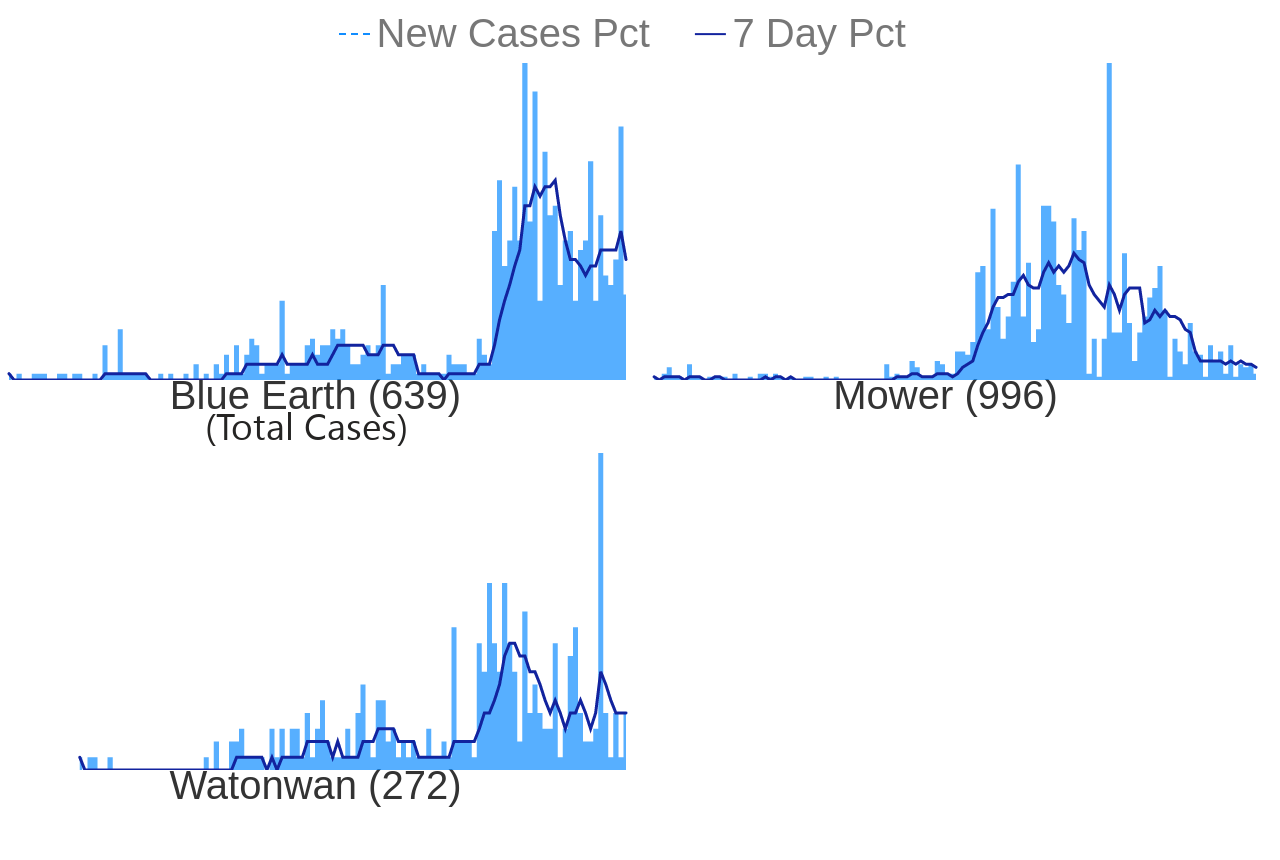 New Cases Pct 7 Day Pct
Blue Earth (639)
(Total Cases)
Mower (996)
Watonwan (272)